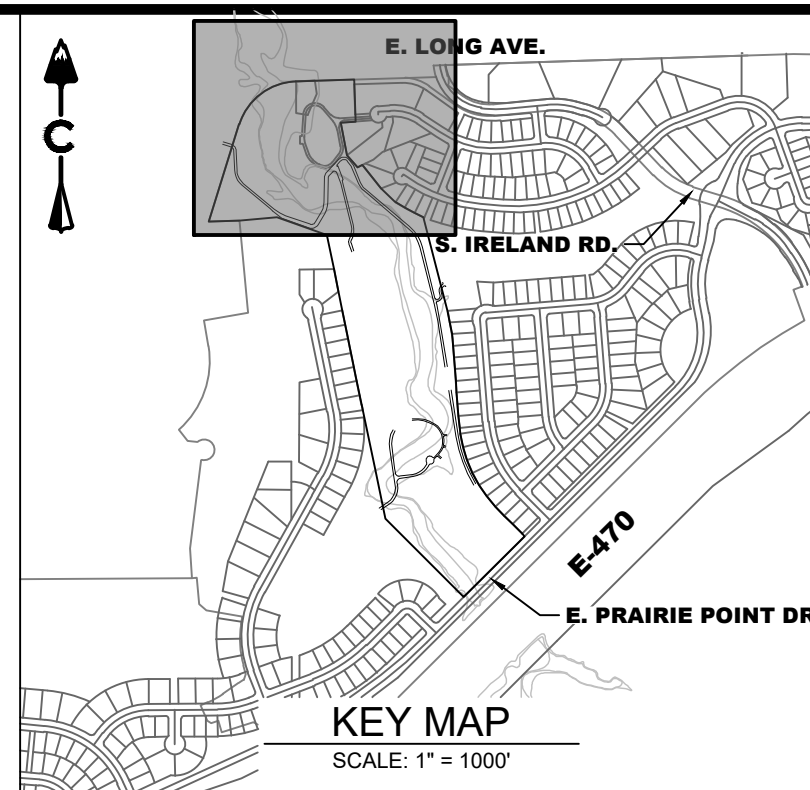 E. LONG AVE.
C
S. IRELAND RD.
E-470
E. PRAIRIE POINT DR
KEY MAP
SCALE: 1" = 1000'